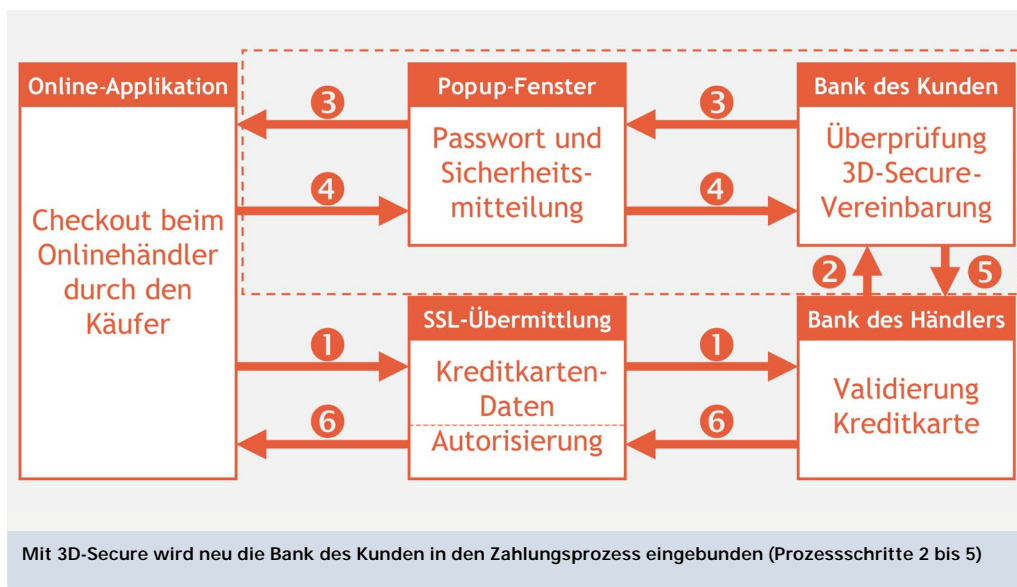 Online-Applikation
Checkout beim
Onlinehändler
durch den
Käufer
3
4
Popup-Fenster
Passwort und
Sicherheits-
mitteilung
3
4
Bank des Kunden
Überprüfung
3D-Secure-
Vereinbarung
2
5
1
6
SSL-Übermittlung
Kreditkarten-
Daten
Autorisierung
1
6
Bank des Händlers
Validierung
Kreditkarte
Mit 3D-Secure wird neu die Bank des Kunden in den Zahlungsprozess eingebunden (Prozessschritte 2 bis 5)